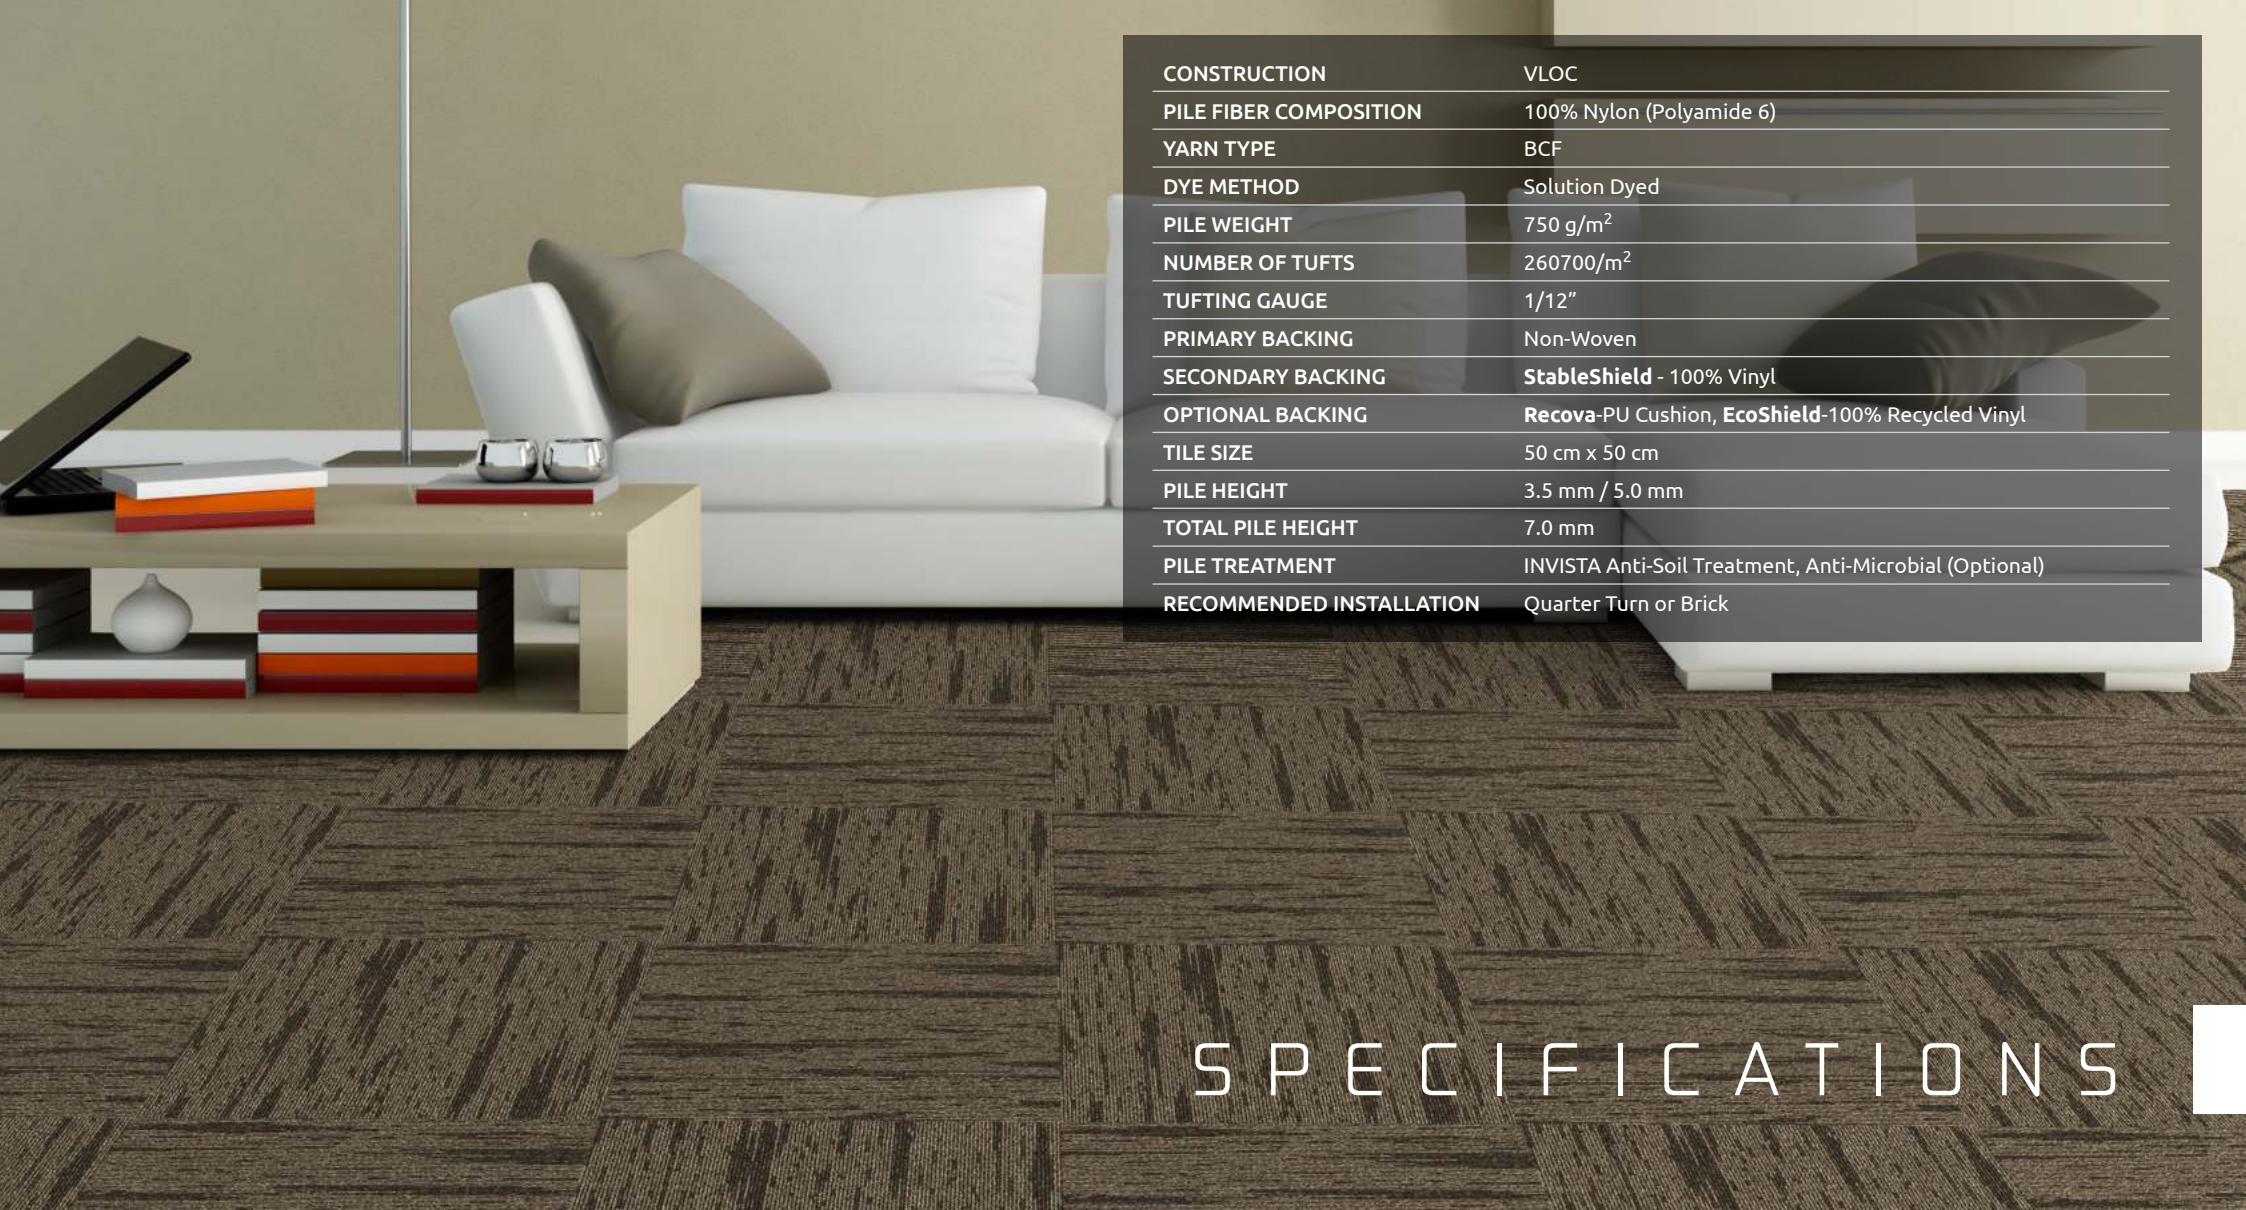 CONSTRUCTION VLOC
PILE FIBER COMPOSITION 100% Nylon (Polyamide 6)
YARN TYPE BCF
DYE METHOD Solution Dyed
PILE WEIGHT 750 g/m²
NUMBER OF TUFTS 260700/m²
TUFTING GAUGE 1/12”
PRIMARY BACKING Non-Woven
SECONDARY BACKING StableShield - 100% Vinyl
OPTIONAL BACKING Recova-PU Cushion, EcoShield-100% Recycled Vinyl
TILE SIZE 50 cm x 50 cm
PILE HEIGHT 3.5 mm / 5.0 mm
TOTAL PILE HEIGHT 7.0 mm
PILE TREATMENT INVISTA Anti-Soil Treatment, Anti-Microbial (Optional)
RECOMMENDED INSTALLATION Quarter Turn or Brick
SPECIFICATIONS